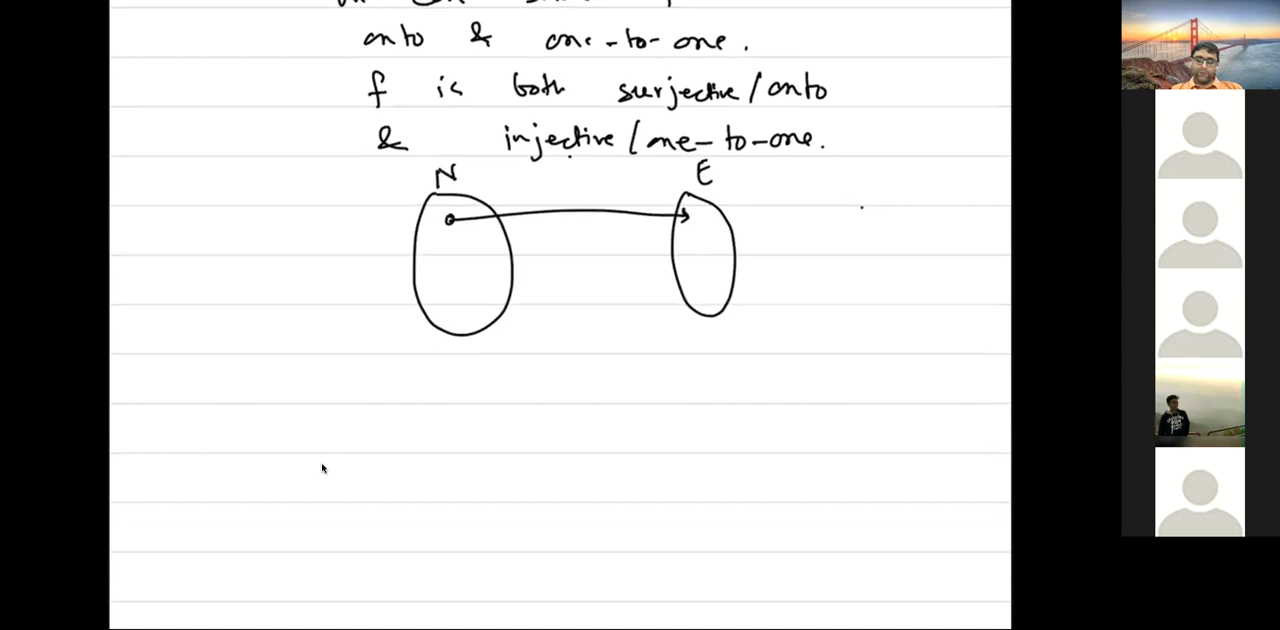 onto & one-to-one.
f is both surjective/onto
& injective/one-to-one.
N E